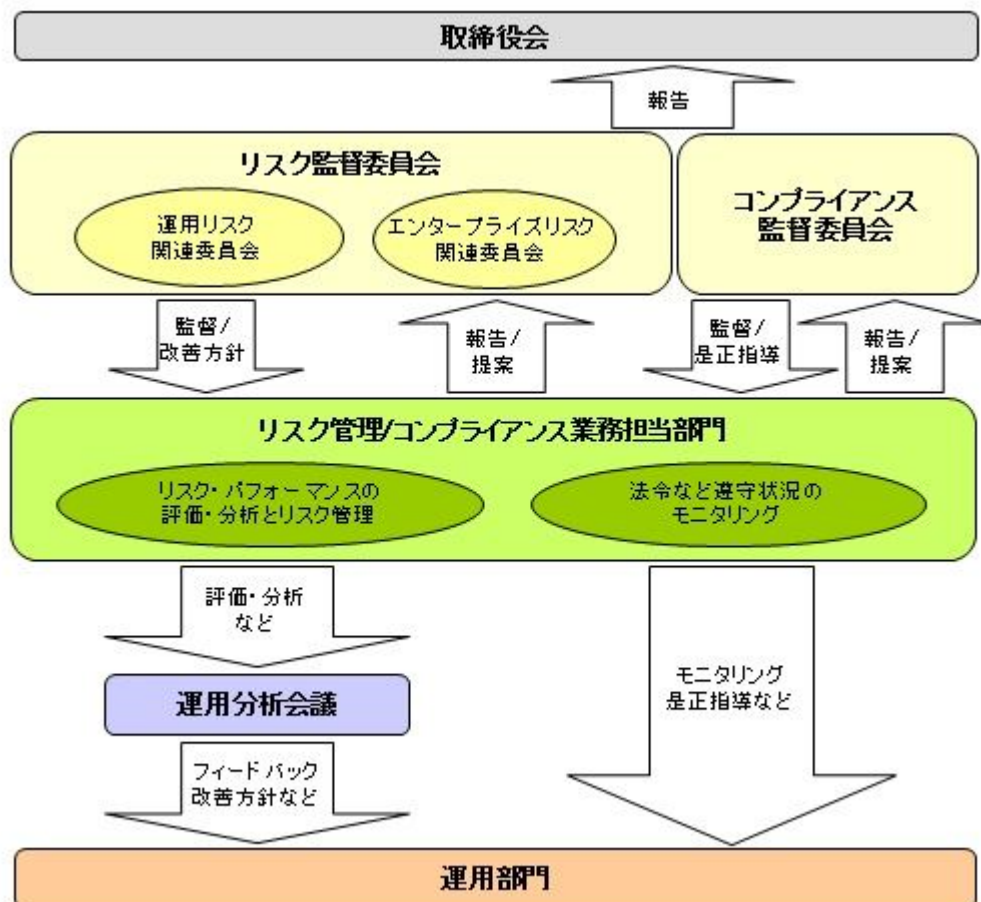 取締役会
報告
リスク監督委員会
運用リスク
関連委員会
エンタープライズリスク
関連委員会
コンプライアンス
監督委員会
監督/
改善方針
報告/
提案
監督/
是正指導
報告/
提案
リスク管理/コンプライアンス業務担当部門
リスク・パフォーマンスの
評価・分析とリスク管理
法令など遵守状況の
モニタリング
評価・分析
など
運用分析会議
モニタリング
是正指導など
フィードバック
改善方針など
運用部門